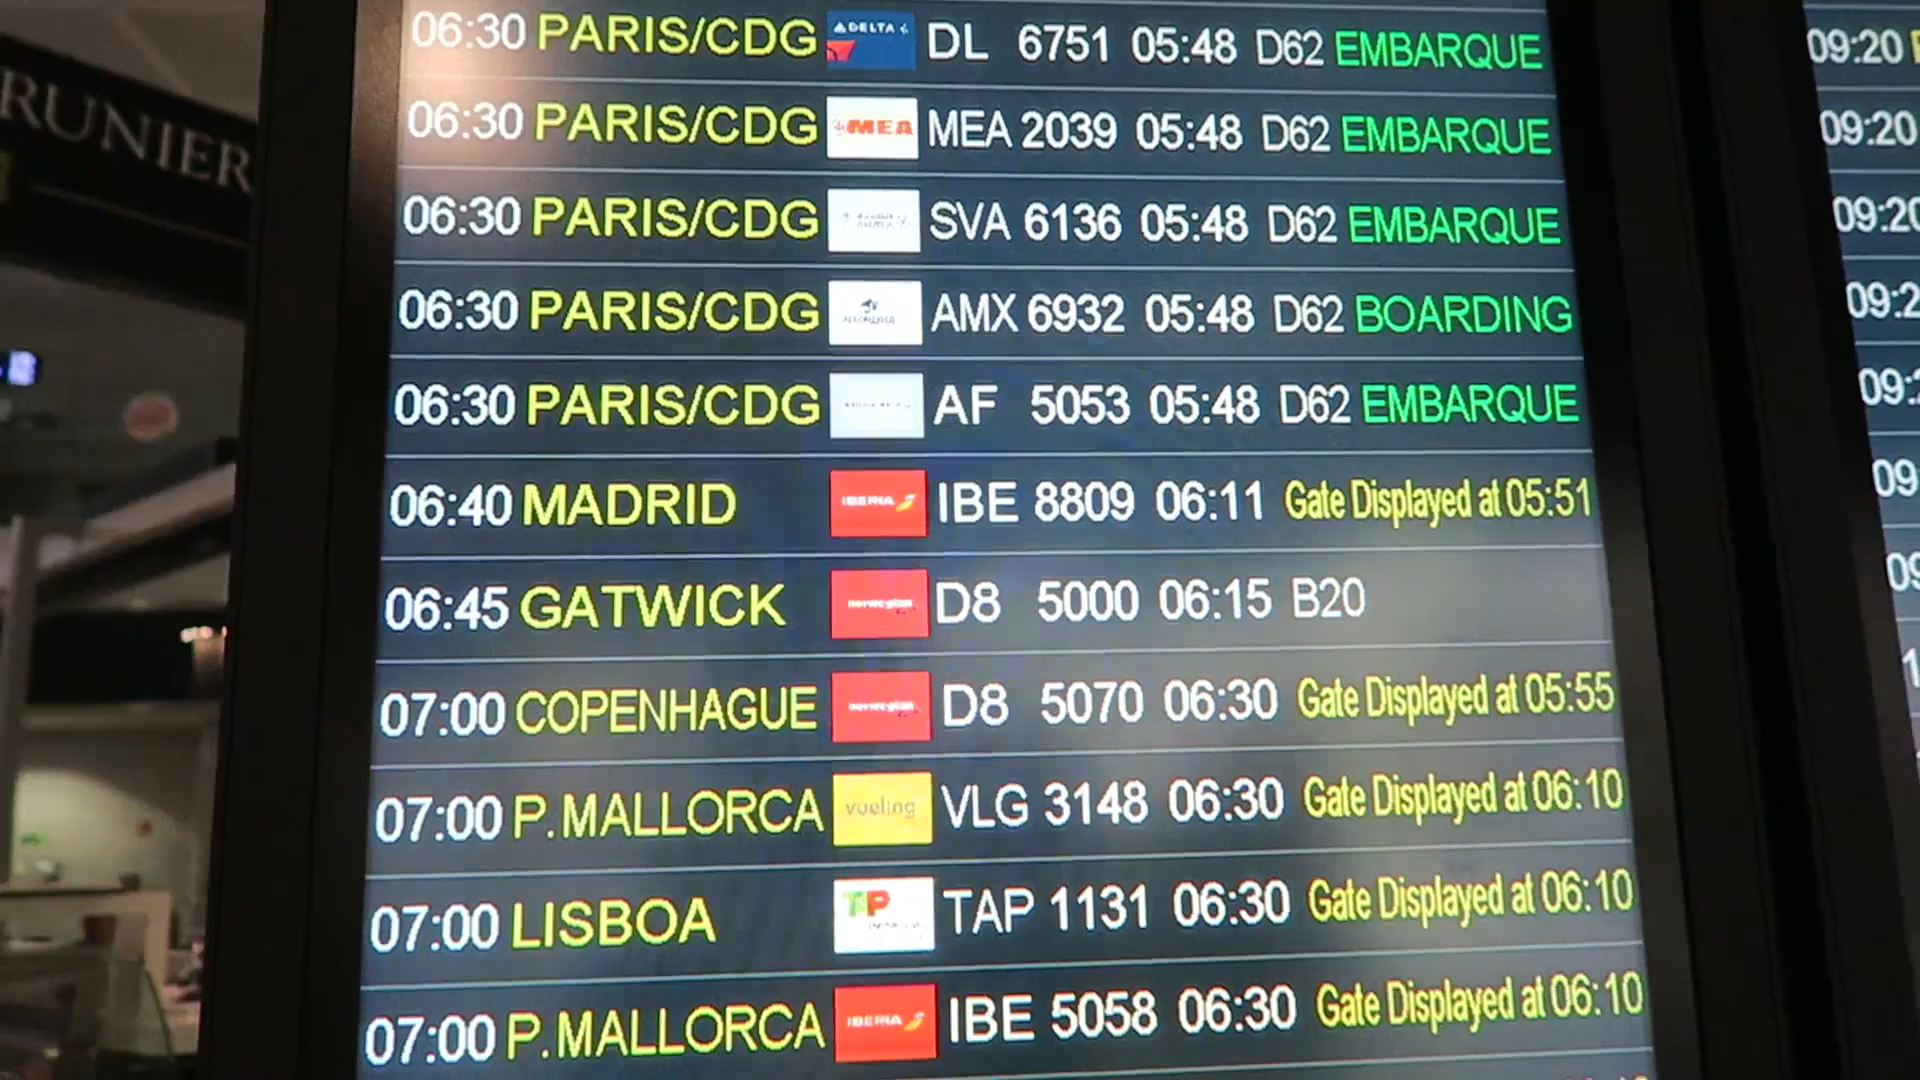 RUNIER
06:30 PARIS/CDG DELTA DL 6751 05:48 D62 EMBARQUE
06:30 PARIS/CDG MEA MEA 2039 05:48 D62 EMBARQUE
06:30 PARIS/CDG SVA 6136 05:48 D62 EMBARQUE
06:30 PARIS/CDG AMX 6932 05:48 D62 BOARDING
06:30 PARIS/CDG AF 5053 05:48 D62 EMBARQUE
06:40 MADRID IBERIA IBE 8809 06:11 Gate Displayed at 05:51
06:45 GATWICK norwegian D8 5000 06:15 B20
07:00 COPENHAGUE norwegian D8 5070 06:30 Gate Displayed at 05:55
07:00 P.MALLORCA vueling VLG 3148 06:30 Gate Displayed at 06:10
07:00 LISBOA TP TAP 1131 06:30 Gate Displayed at 06:10
07:00 P.MALLORCA IBERIA IBE 5058 06:30 Gate Displayed at 06:10
09:20
09:20
09:20